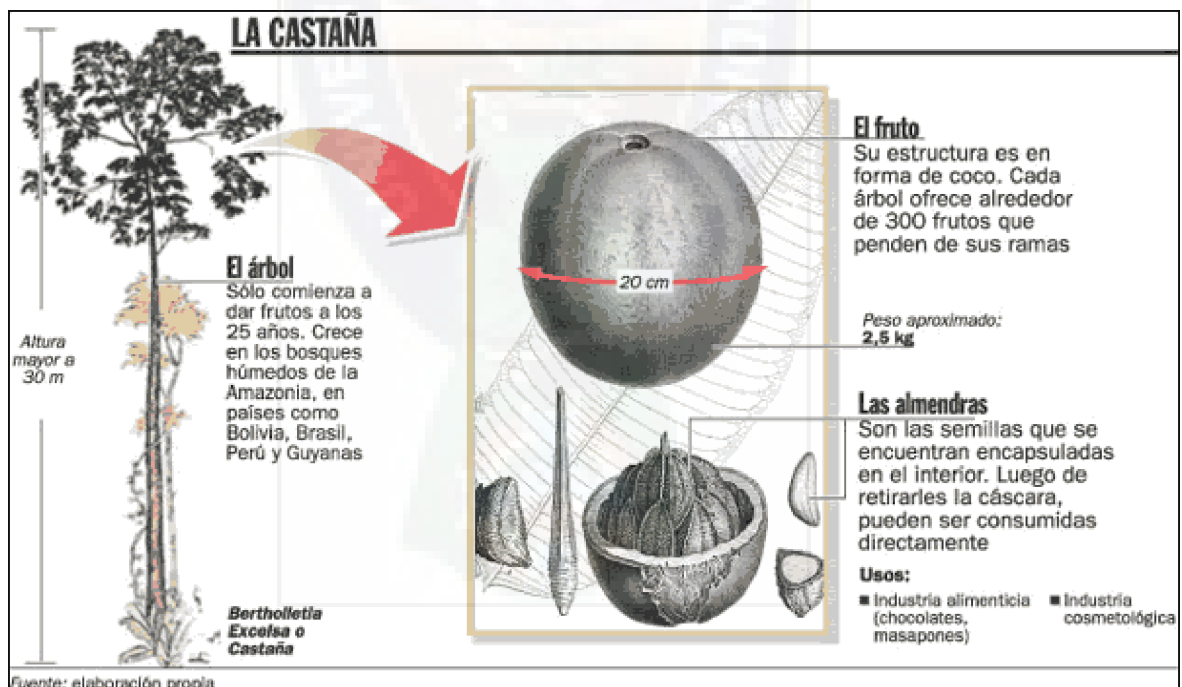 LA CASTAÑA
Altura
mayor a
30 m
El árbol
Sólo comienza a
dar frutos a los
25 años. Crece
en los bosques
húmedos de la
Amazonia, en
países como
Bolivia, Brasil,
Perú y Guyanas
Bertholletia
Excelsa o
Castaña
20 cm
El fruto
Su estructura es en
forma de coco. Cada
árbol ofrece alrededor
de 300 frutos que
penden de sus ramas
Peso aproximado:
2,5 kg
Las almendras
Son las semillas que se
encuentran encapsuladas
en el interior. Luego de
retirarles la cáscara,
pueden ser consumidas
directamente
Usos:
■ Industria alimenticia
(chocolates,
masapones)
■ Industria
cosmetológica
Fuente: elaboración propia